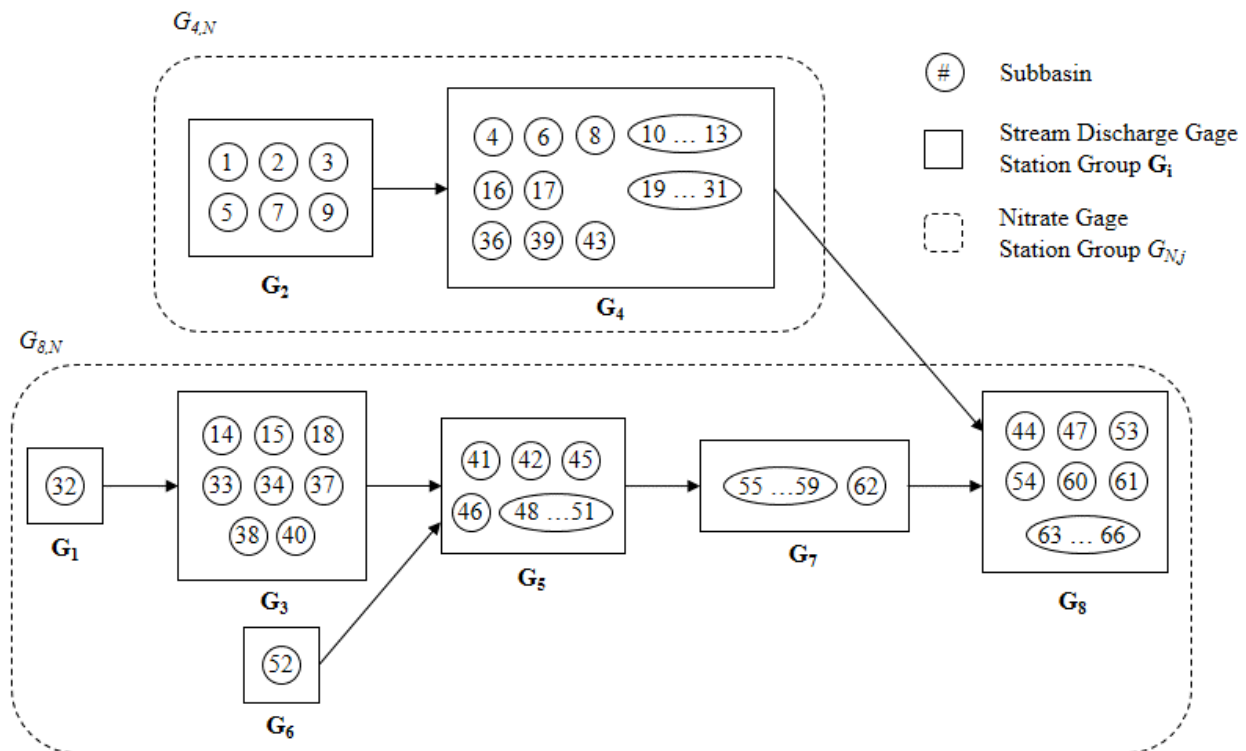 G4,N
1 2 3
5 7 9
G2
4 6 8 10 … 13
16 17 19 … 31
36 39 43
G4
# Subbasin
Stream Discharge Gage
Station Group Gi
Nitrate Gage
Station Group GN,j
G8,N
32
G1
14 15 18
33 34 37
38 40
G3
52
G6
41 42 45
46 48 …51
G5
55 …59 62
G7
44 47 53
54 60 61
63 … 66
G8